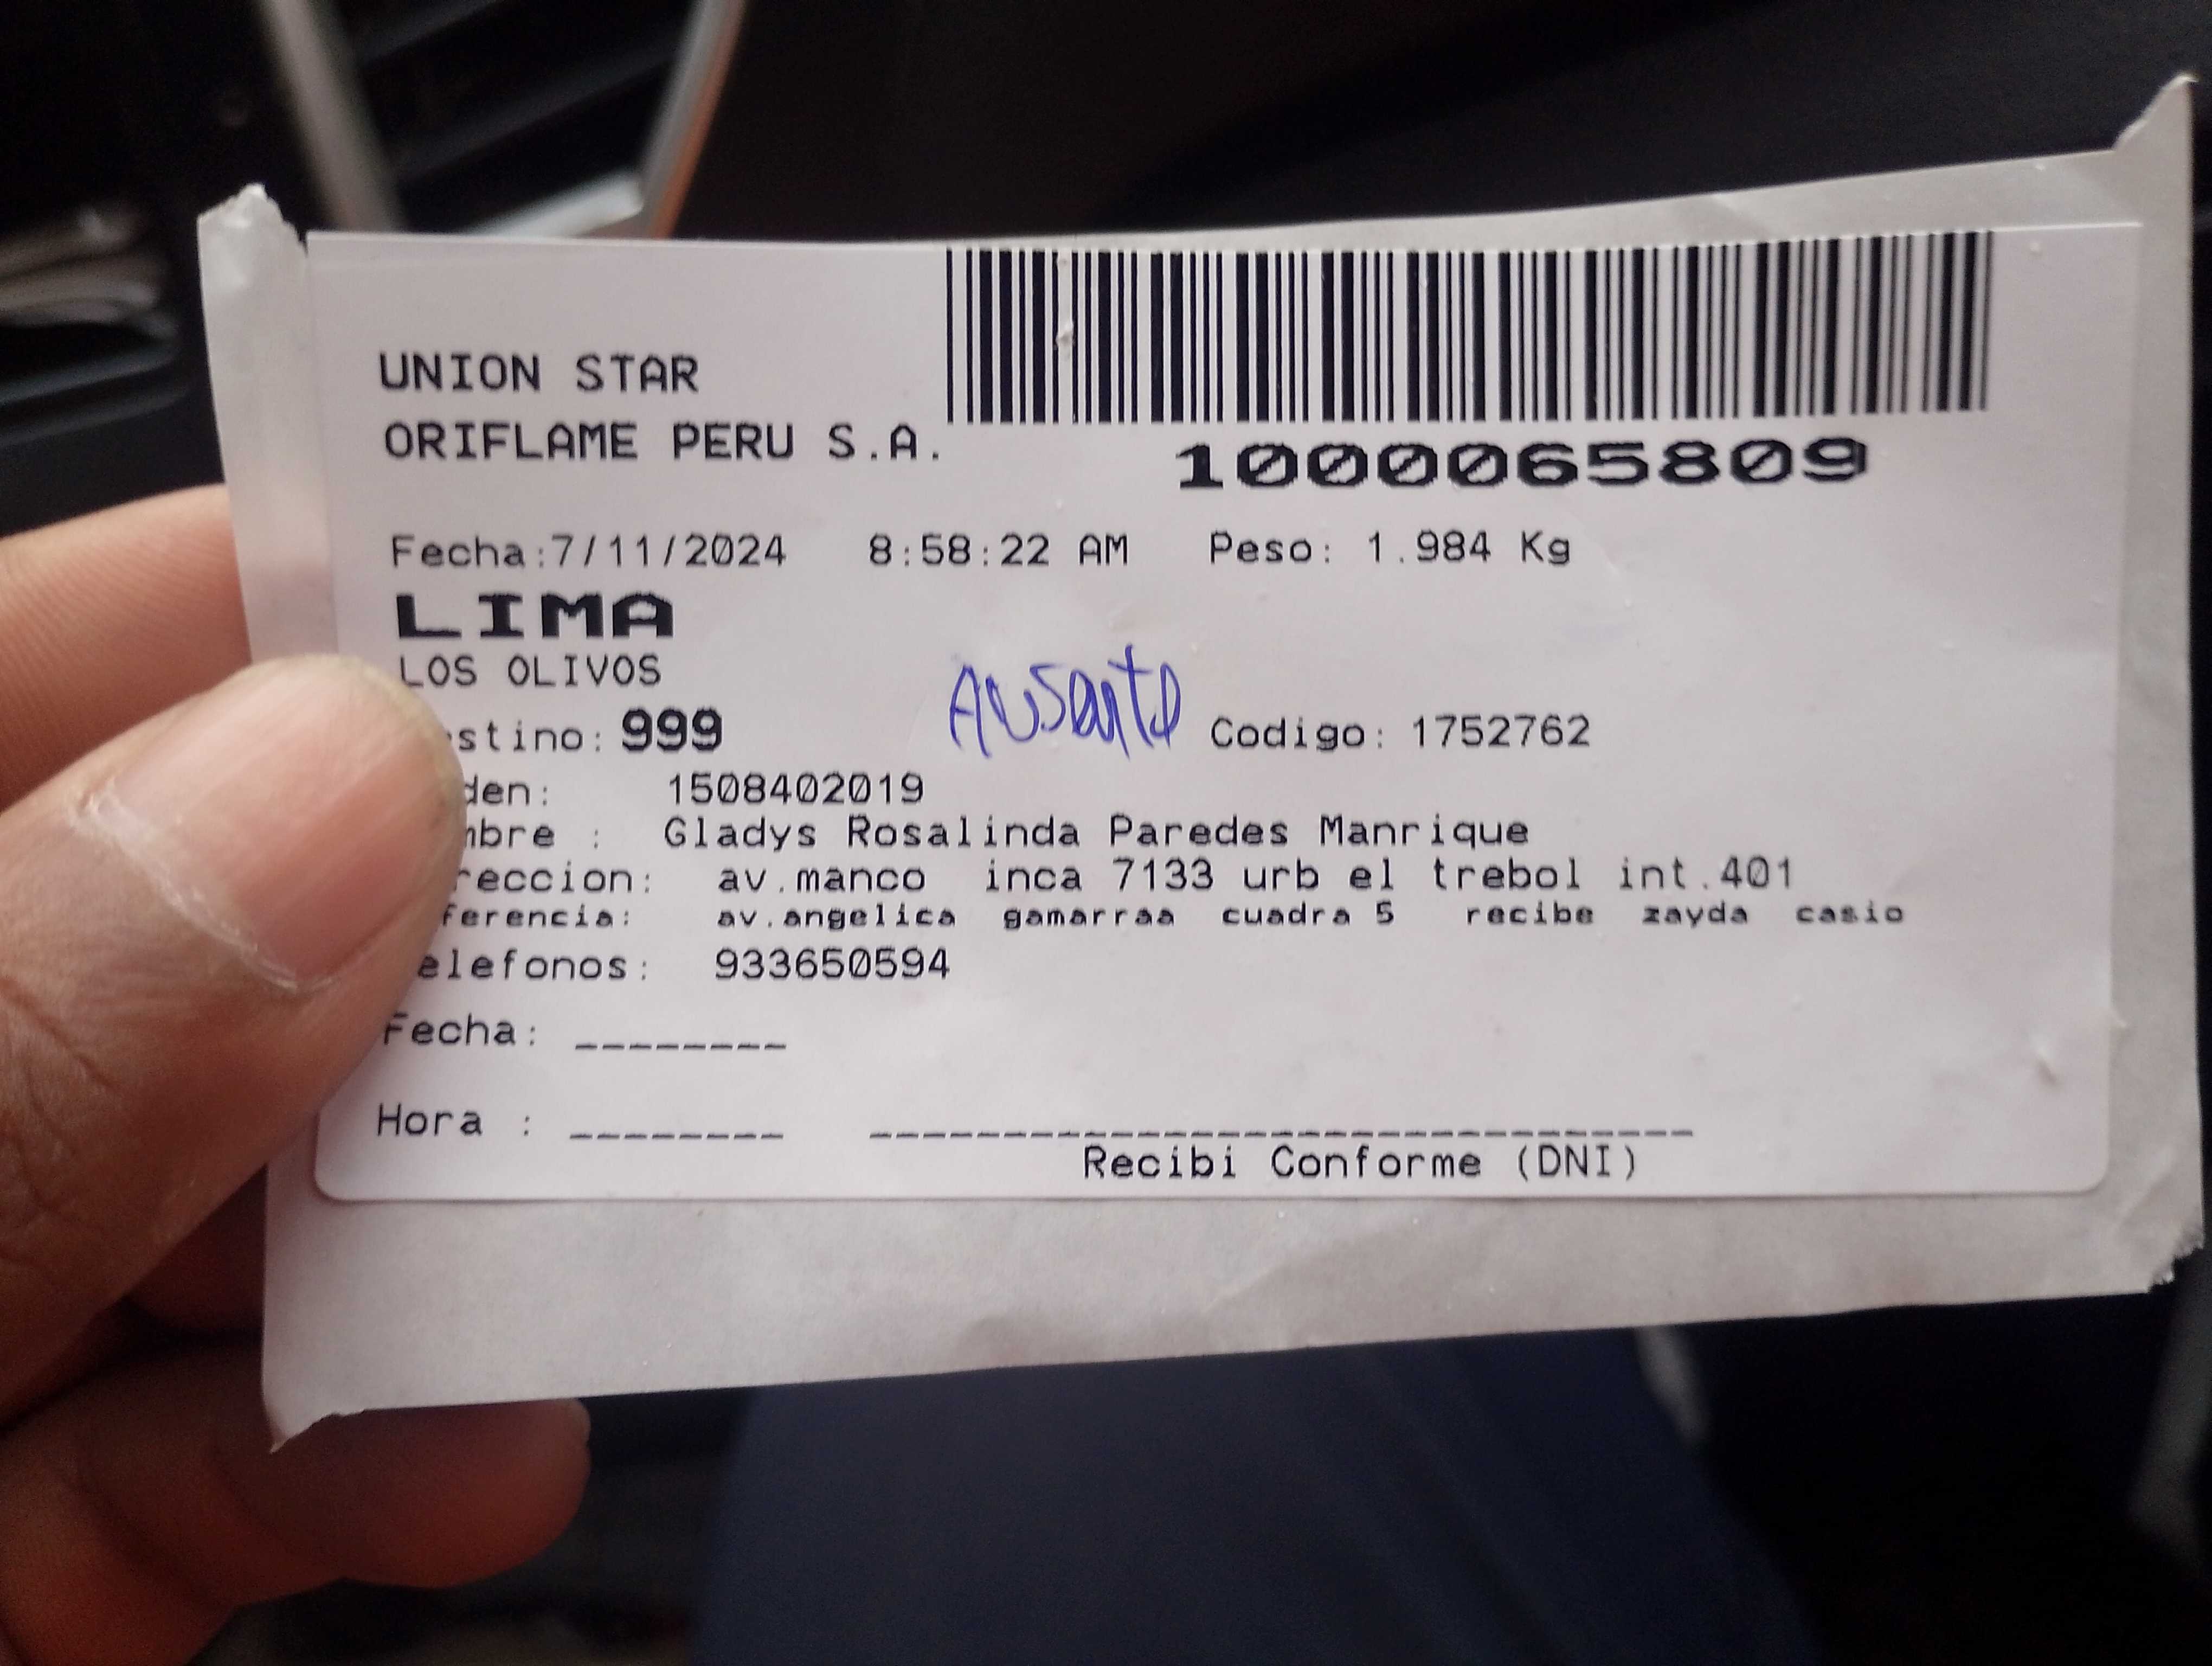 UNION STAR
ORIFLAME PERU S.A.
1000065809
Fecha:7/11/2024 8:58:22 AM Peso: 1.984 Kg
LIMA
LOS OLIVOS
Ausente
stino: 999 Codigo: 1752762
den: 1508402019
mbre : Gladys Rosalinda Paredes Manrique
reccion: av.manco inca 7133 urb el trebol int.401
ferencia: av.angelica gamarraa cuadra 5 recibe zayda casio
elefonos: 933650594
Fecha: ________
Hora : ________
Recibi Conforme (DNI)